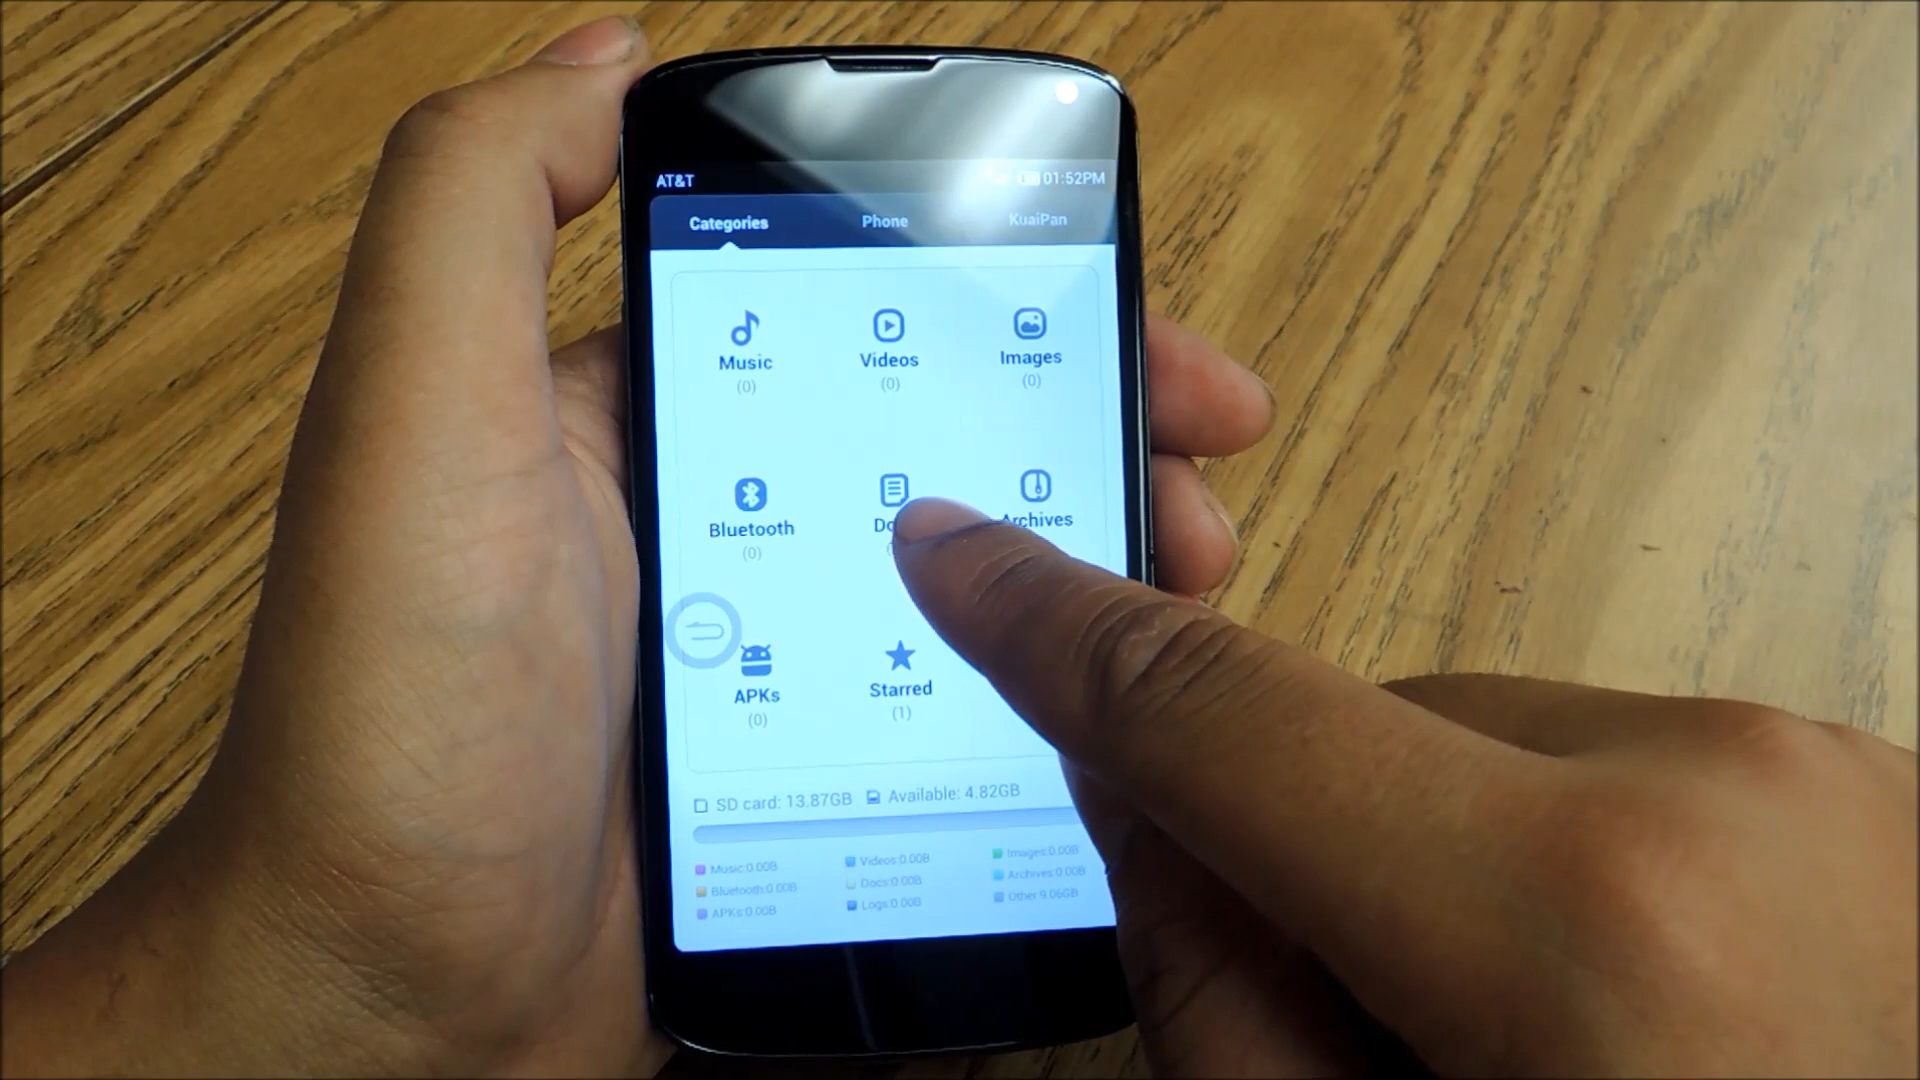 AT&T 01:52PM
Categories Phone KuaiPan
Music Videos Images
(0) (0) (0)
Bluetooth Archives
(0)
APKs Starred
(0) (1)
SD card: 13.87GB Available: 4.82GB
Music:0.00B Videos:0.00B Images:0.00B
Bluetooth:0.00B Docs:0.00B Archives:0.00B
APKs:0.00B Logs:0.00B Other:9.06GB